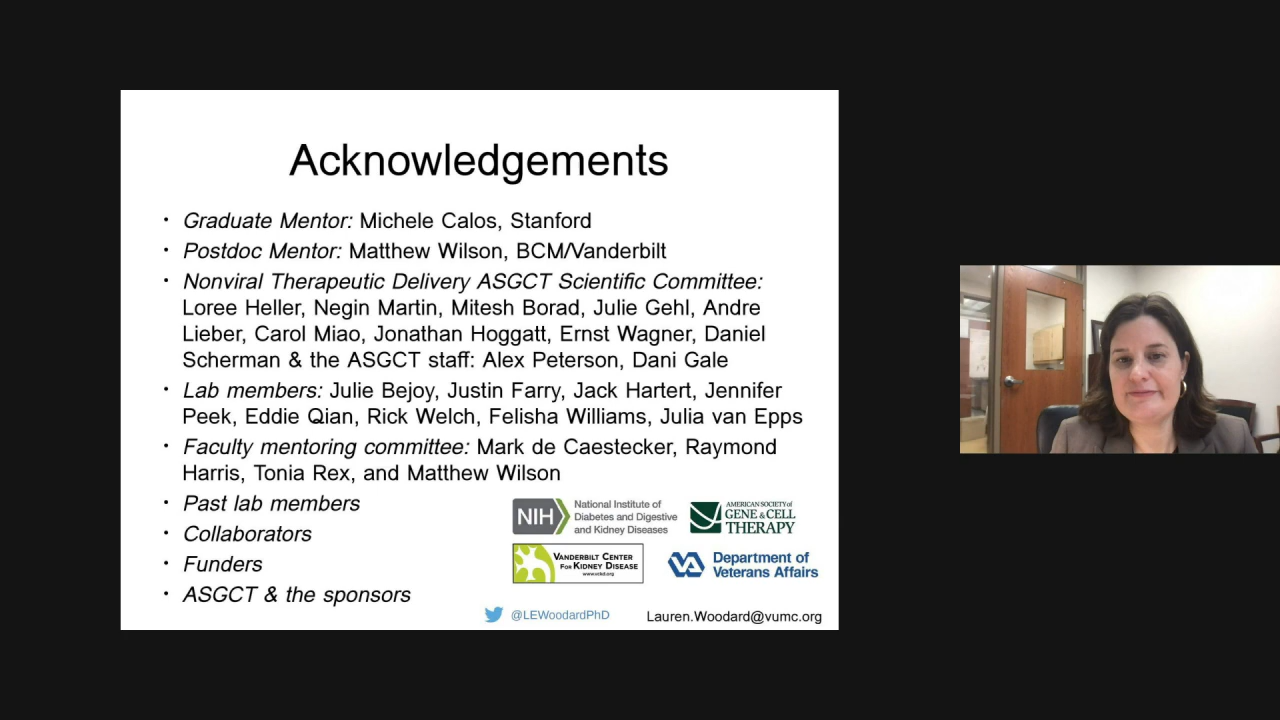 Acknowledgements
• Graduate Mentor: Michele Calos, Stanford
• Postdoc Mentor: Matthew Wilson, BCM/Vanderbilt
• Nonviral Therapeutic Delivery ASGCT Scientific Committee:
Loree Heller, Negin Martin, Mitesh Borad, Julie Gehl, Andre
Lieber, Carol Miao, Jonathan Hoggatt, Ernst Wagner, Daniel
Scherman & the ASGCT staff: Alex Peterson, Dani Gale
• Lab members: Julie Bejoy, Justin Farry, Jack Hartert, Jennifer
Peek, Eddie Qian, Rick Welch, Felisha Williams, Julia van Epps
• Faculty mentoring committee: Mark de Caestecker, Raymond
Harris, Tonia Rex, and Matthew Wilson
• Past lab members
• Collaborators
• Funders
• ASGCT & the sponsors
NIH
National Institute of
Diabetes and Digestive
and Kidney Diseases
AMERICAN SOCIETY of
GENE & CELL
THERAPY
VANDERBILT CENTER
FOR KIDNEY DISEASE
www.vckd.org
VA
Department of
Veterans Affairs
@LEWoodardPhD
Lauren.Woodard@vumc.org